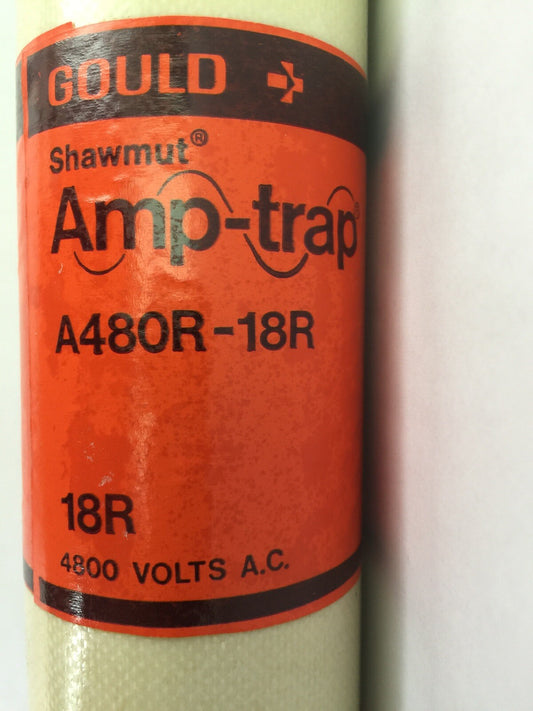 GOULD
Shawmut®
Amp-trap®
A480R-18R
18R
4800 VOLTS A.C.